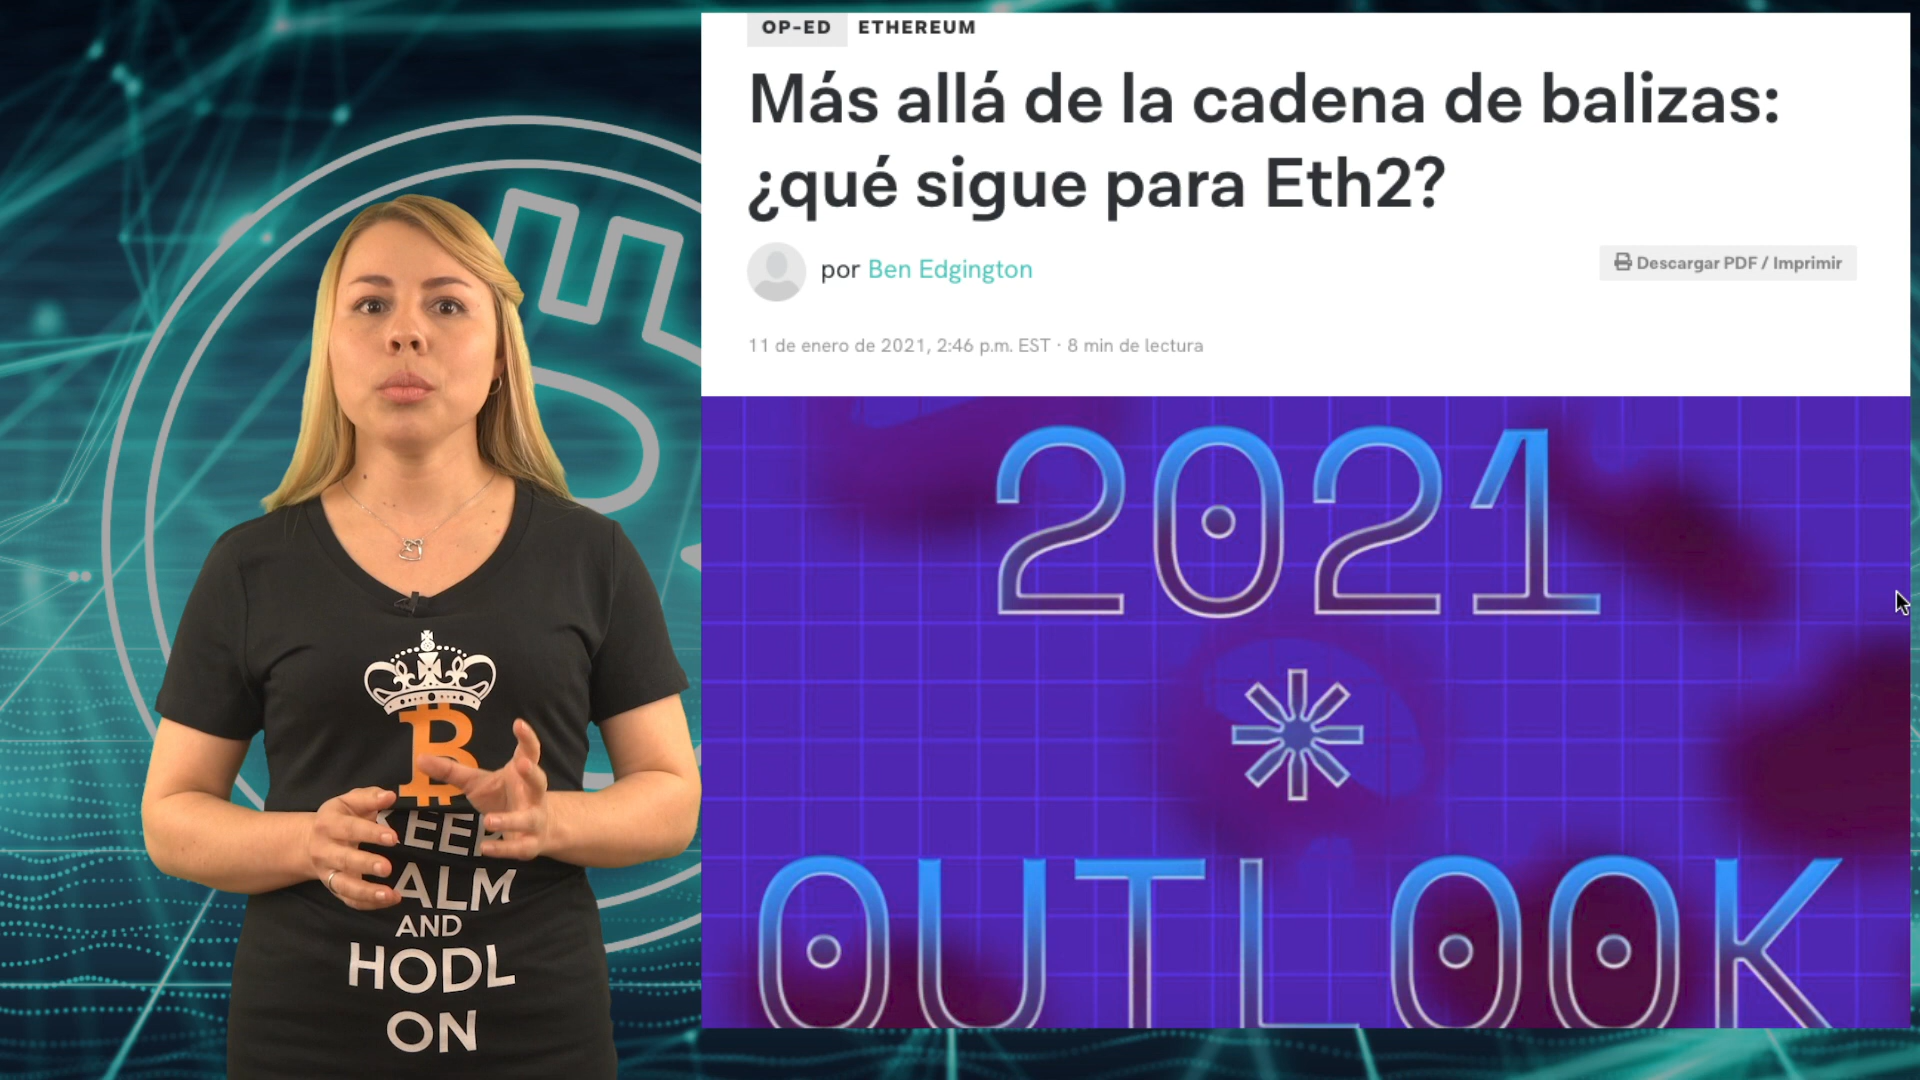 OP-ED ETHEREUM
Más allá de la cadena de balizas:
¿qué sigue para Eth2?
por Ben Edgington
Descargar PDF / Imprimir
11 de enero de 2021, 2:46 p.m. EST · 8 min de lectura
2021
OUTLOOK
KEEP
CALM
AND
HODL
ON